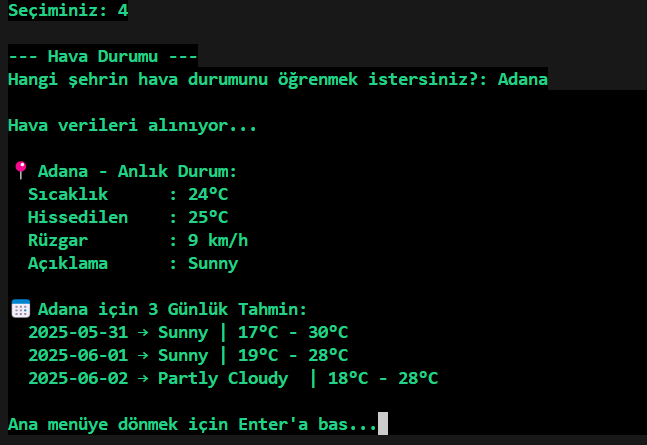 Seçiminiz: 4
--- Hava Durumu ---
Hangi şehrin hava durumunu öğrenmek istersiniz?: Adana
Hava verileri alınıyor...
📍 Adana - Anlık Durum:
Sıcaklık      : 24°C
Hissedilen    : 25°C
Rüzgar        : 9 km/h
Açıklama      : Sunny
📅 Adana için 3 Günlük Tahmin:
2025-05-31 → Sunny | 17°C - 30°C
2025-06-01 → Sunny | 19°C - 28°C
2025-06-02 → Partly Cloudy  | 18°C - 28°C
Ana menüye dönmek için Enter'a bas...